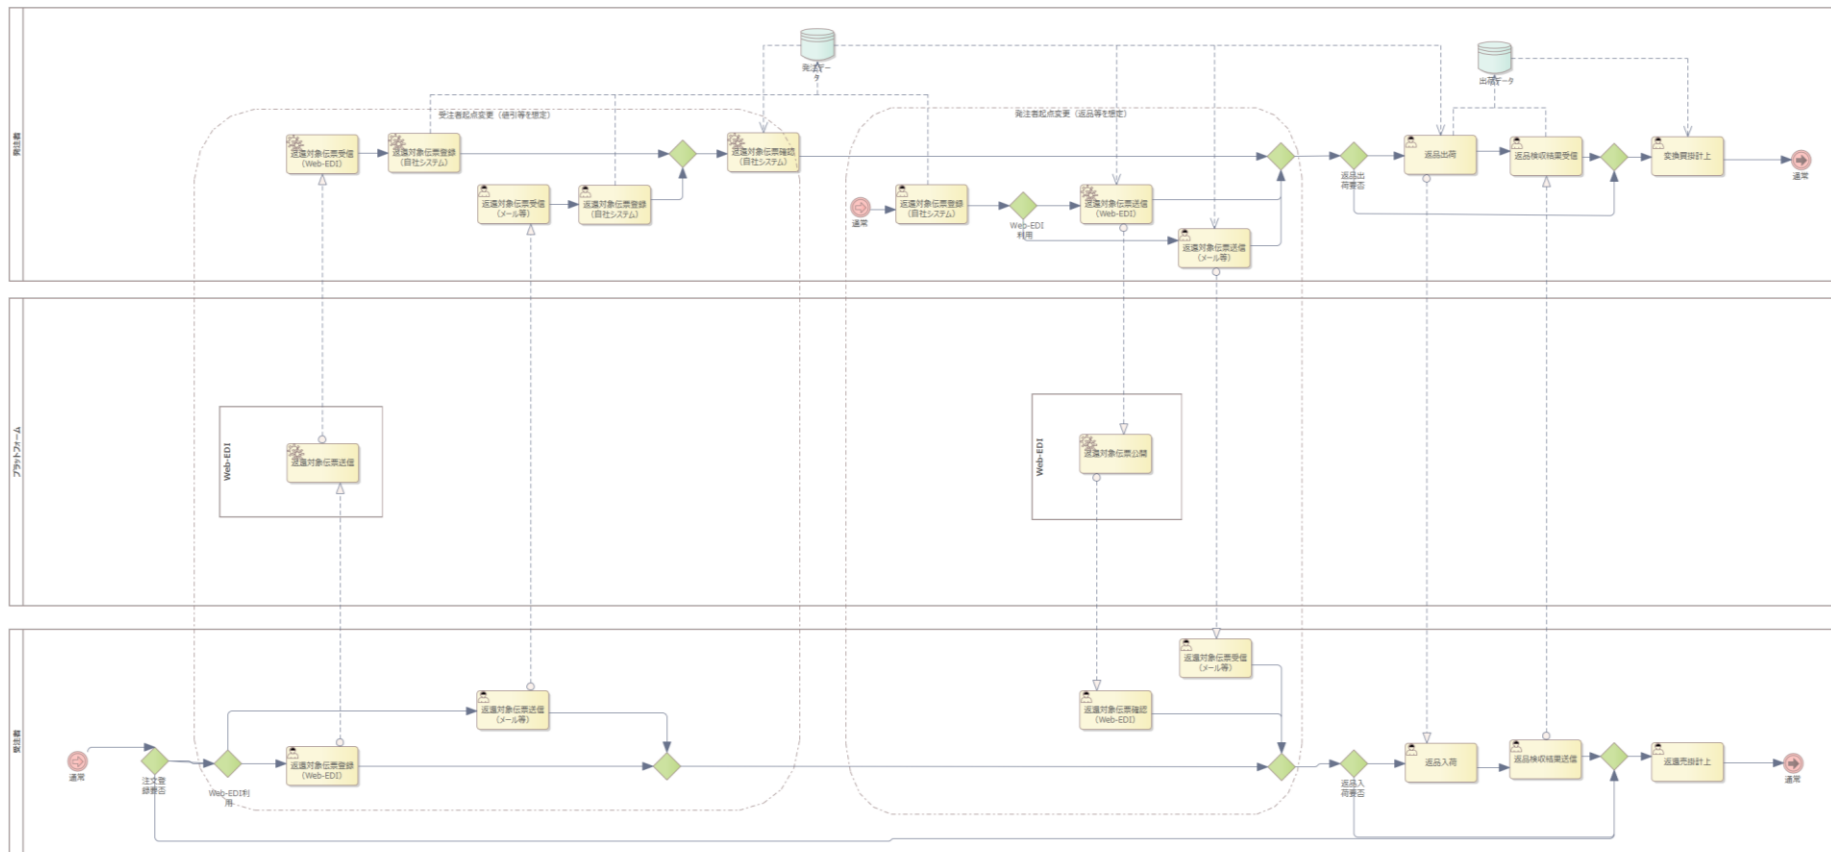 発注者
発注データ
出荷データ
受注者起点変更（値引等を想定）
発注者起点変更（返品等を想定）
返還対象伝票受信
（Web-EDI）
返還対象伝票登録
（自社システム）
返還対象伝票確認
（自社システム）
返品出荷
返品検収結果受信
変換買掛計上
通常
返品出
荷要否
返還対象伝票受信
（メール等）
返還対象伝票登録
（自社システム）
通常
返還対象伝票登録
（自社システム）
Web-EDI
利用
返還対象伝票送信
（Web-EDI）
返還対象伝票送信
（メール等）
プラットフォーム
Web-EDI
返還対象伝票送信
Web-EDI
返還対象伝票公開
受注者
返還対象伝票受信
（メール等）
返還対象伝票送信
（メール等）
返還対象伝票確認
（Web-EDI）
通常
注文登
録要否
Web-EDI利
用
返還対象伝票登録
（Web-EDI）
返品入
荷要否
返品入荷
返品検収結果送信
返還売掛計上
通常